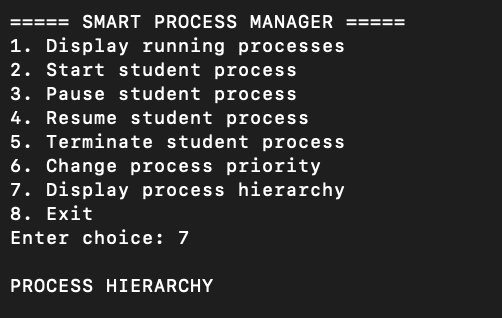 ===== SMART PROCESS MANAGER =====
1. Display running processes
2. Start student process
3. Pause student process
4. Resume student process
5. Terminate student process
6. Change process priority
7. Display process hierarchy
8. Exit
Enter choice: 7
PROCESS HIERARCHY